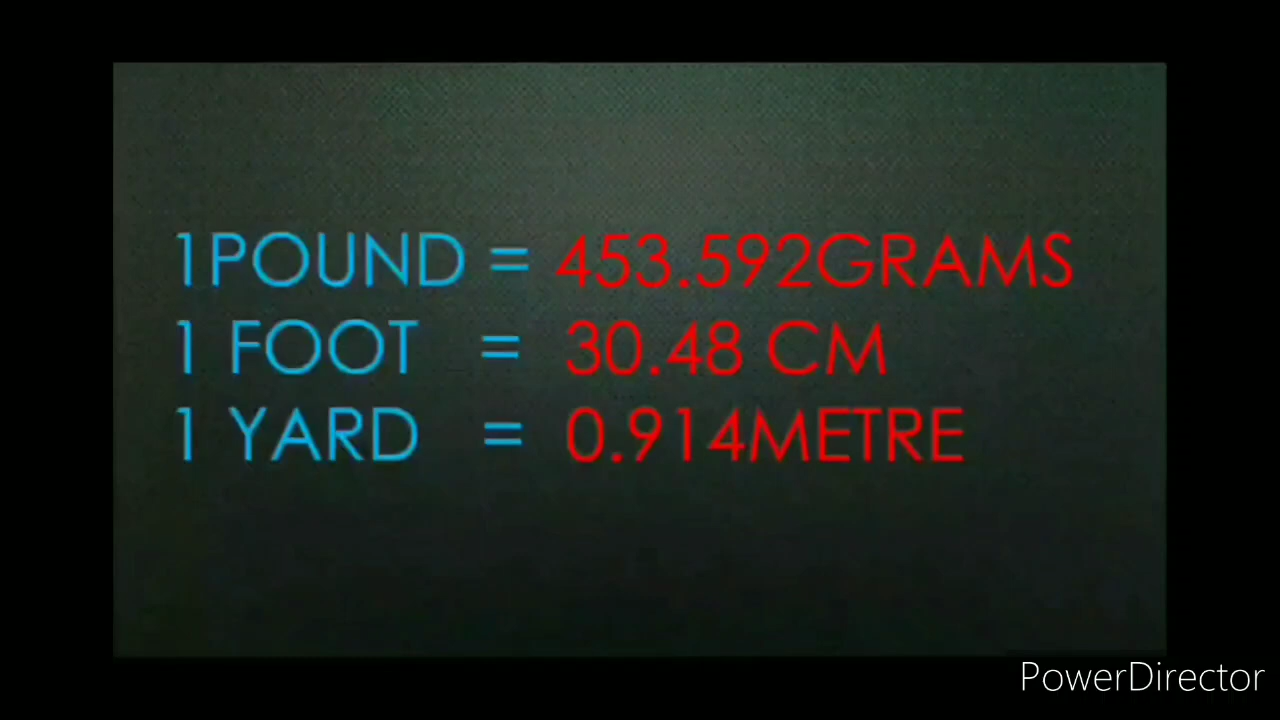 1POUND = 453.592GRAMS
1 FOOT = 30.48 CM
1 YARD = 0.914METRE
PowerDirector